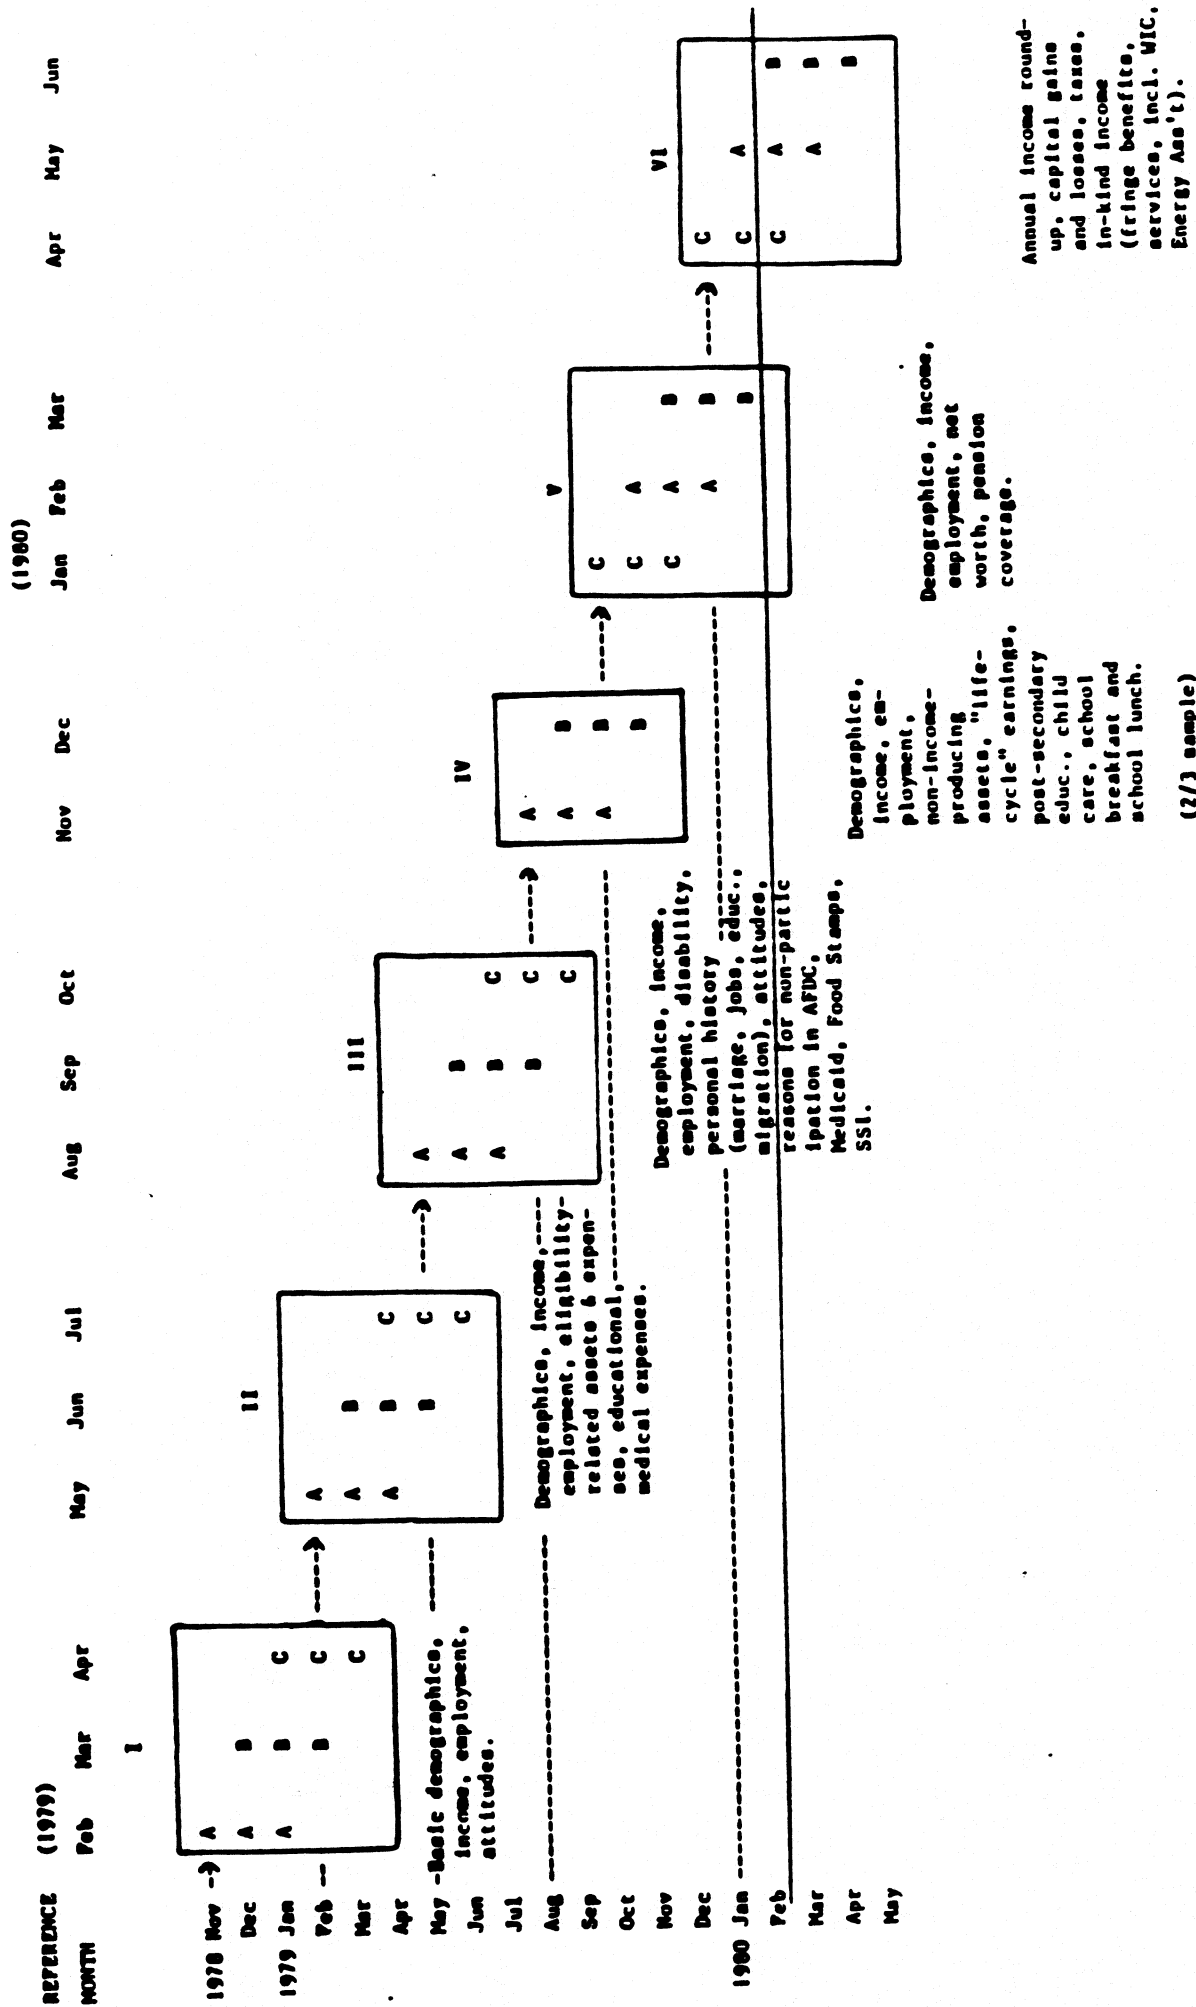 REFERENCE (1979) (1980)
MONTH Feb Mar Apr May Jun Jul Aug Sep Oct Nov Dec Jan Feb Mar Apr May Jun
I
1978 Nov -> A
Dec A B
1979 Jan A B C
Feb -- B C ----->
Mar C
Apr
May -Basic demographics, ------
Jun income, employment,
Jul attitudes.
Aug
Sep
Oct
Nov
Dec
1980 Jan
Feb
Mar
Apr
May
II
A
A B
A B C
B C ----->
C
Demographics, income,----
employment, eligibility-
related assets & expen-
ses, educational,
medical expenses.
III
A
A B
A B C
B C ----->
C
Demographics, income,
employment, disability,
personal history
(marriage, jobs, educ.,
migration), attitudes,
reasons for non-partic
ipation in AFDC,
Medicaid, Food Stamps,
SSI.
IV
A
A B
A B ----->
B
Demographics,
income, em-
ployment,
non-income-
producing
assets, "life-
cycle" earnings,
post-secondary
educ., child
care, school
breakfast and
school lunch.
(2/3 sample)
V
C
C A
C A B
A B ----->
B
Demographics, income,
employment, net
worth, pension
coverage.
VI
C
C A
C A B
A B
B
Annual income round-
up, capital gains
and losses, taxes,
in-kind income
(fringe benefits,
services, incl. WIC,
Energy Ass't).